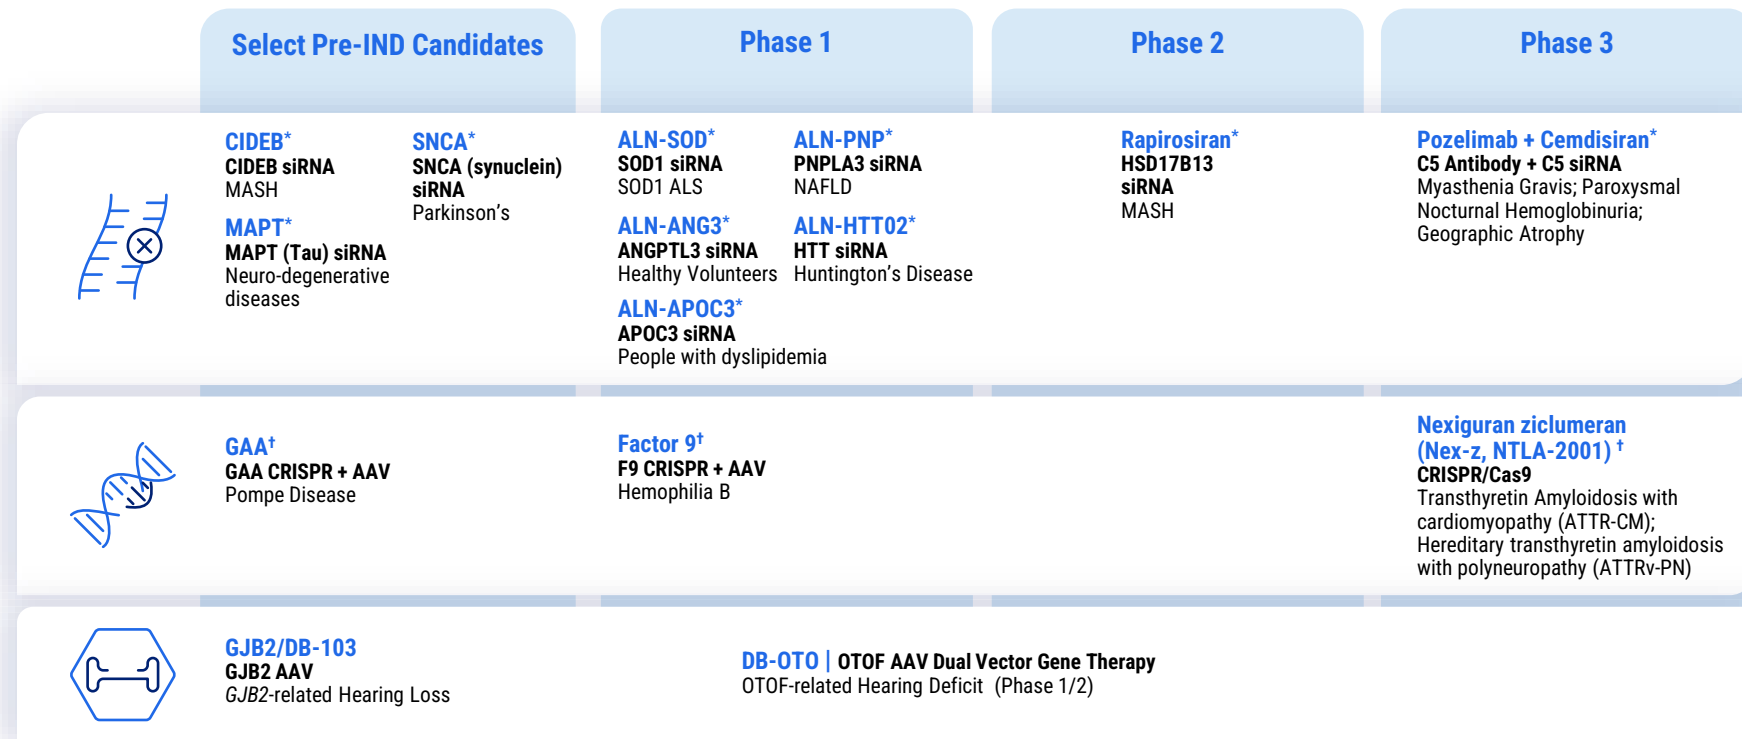 Select Pre-IND Candidates
Phase 1
Phase 2
Phase 3
CIDEB*
CIDEB siRNA
MASH
MAPT*
MAPT (Tau) siRNA
Neuro-degenerative
diseases
SNCA*
SNCA (synuclein)
siRNA
Parkinson's
ALN-SOD*
SOD1 siRNA
SOD1 ALS
ALN-ANG3*
ANGPTL3 siRNA
Healthy Volunteers
ALN-APOC3*
APOC3 siRNA
People with dyslipidemia
ALN-PNP*
PNPLA3 siRNA
NAFLD
ALN-HTT02*
HTT siRNA
Huntington's Disease
Rapirosiran*
HSD17B13
siRNA
MASH
Pozelimab + Cemdisiran*
C5 Antibody + C5 siRNA
Myasthenia Gravis; Paroxysmal
Nocturnal Hemoglobinuria;
Geographic Atrophy
GAA†
GAA CRISPR + AAV
Pompe Disease
Factor 9†
F9 CRISPR + AAV
Hemophilia B
Nexiguran ziclumeran
(Nex-z, NTLA-2001) †
CRISPR/Cas9
Transthyretin Amyloidosis with
cardiomyopathy (ATTR-CM);
Hereditary transthyretin amyloidosis
with polyneuropathy (ATTRv-PN)
GJB2/DB-103
GJB2 AAV
GJB2-related Hearing Loss
DB-OTO | OTOF AAV Dual Vector Gene Therapy
OTOF-related Hearing Deficit (Phase 1/2)